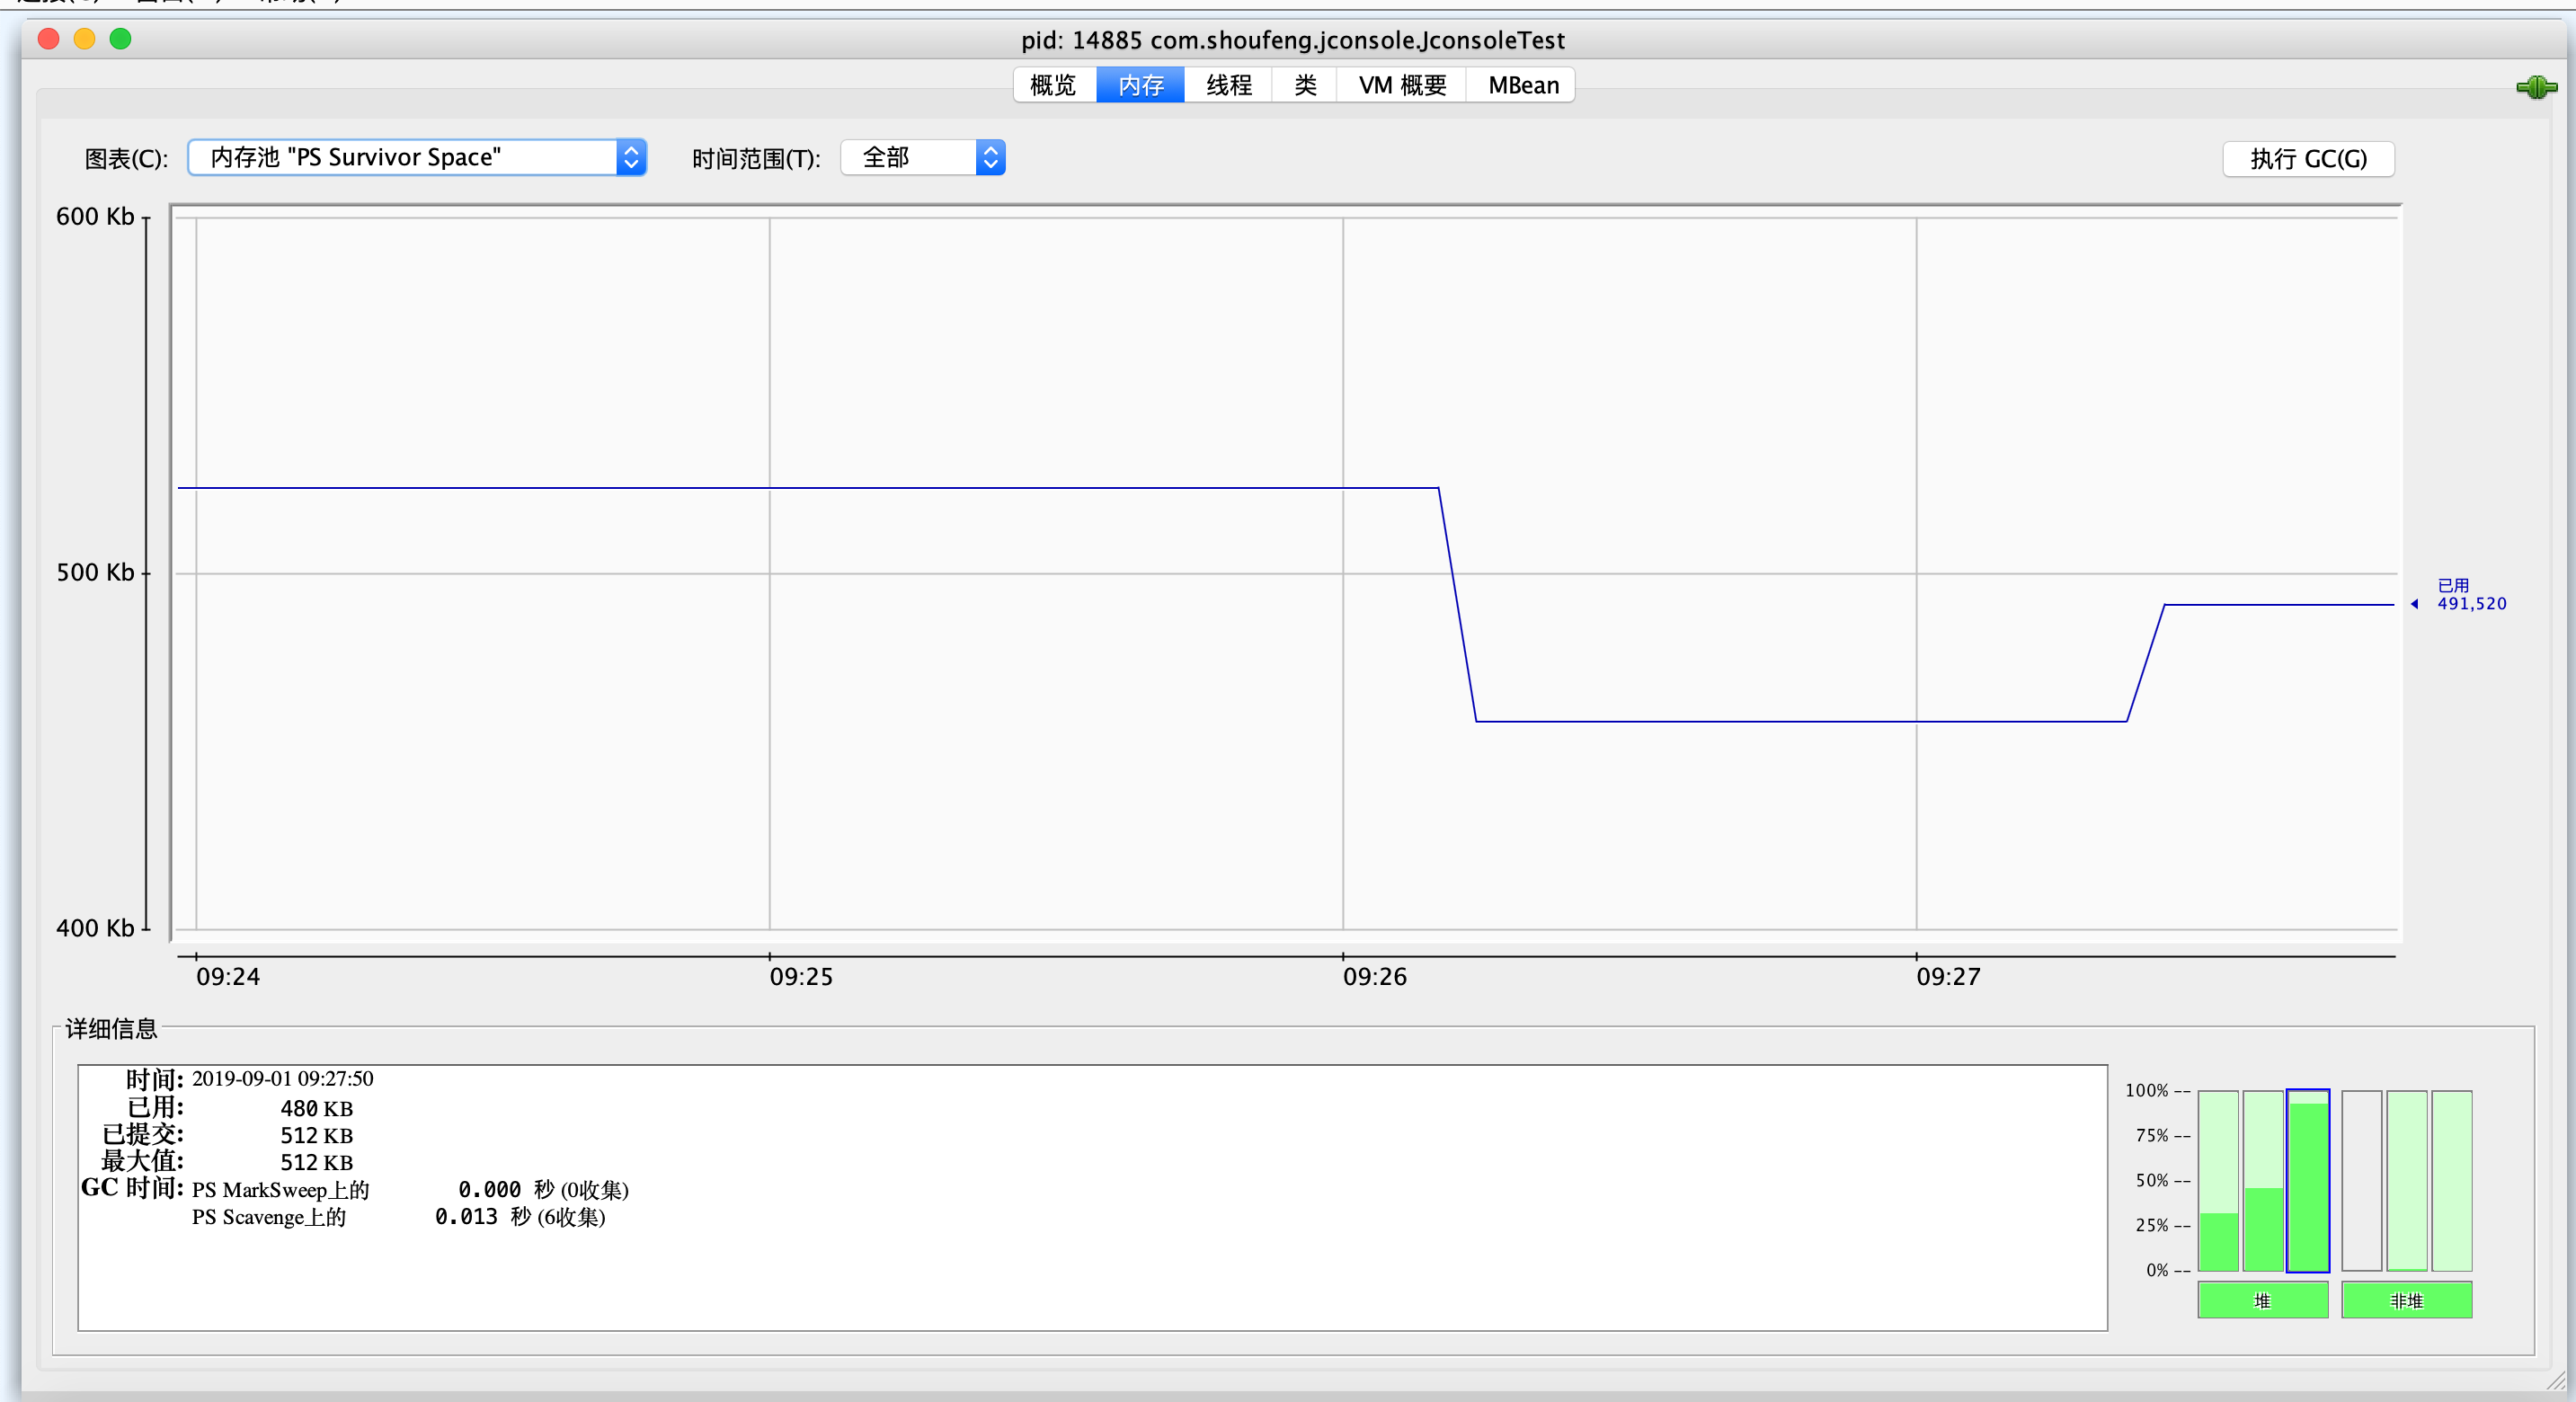 pid: 14885 com.shoufeng.jconsole.JconsoleTest
概览 内存 线程 类 VM 概要 MBean
图表(C): 内存池 "PS Survivor Space" 时间范围(T): 全部 执行 GC(G)
600 Kb
500 Kb
已用
491,520
400 Kb
09:24 09:25 09:26 09:27
详细信息
时间: 2019-09-01 09:27:50
已用: 480 KB
已提交: 512 KB
最大值: 512 KB
GC 时间: PS MarkSweep上的 0.000 秒 (0收集)
PS Scavenge上的 0.013 秒 (6收集)
100% --
75% --
50% --
25% --
0% --
堆 非堆